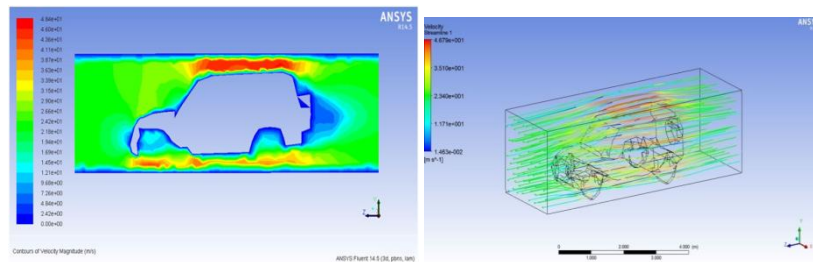 ANSYS
R14.5
4.84e+01
4.60e+01
4.36e+01
4.11e+01
3.87e+01
3.63e+01
3.39e+01
3.15e+01
2.90e+01
2.66e+01
2.42e+01
2.18e+01
1.94e+01
1.69e+01
1.45e+01
1.21e+01
9.68e+00
7.26e+00
4.84e+00
2.42e+00
0.00e+00
Y
Z
X
Contours of Velocity Magnitude (m/s)
ANSYS Fluent 14.5 (3d, pbns, lam)
Velocity
Streamline 1
4.679e+001
3.510e+001
2.340e+001
1.171e+001
1.463e-002
[m s^-1]
0
2.000
4.000 (m)
1.000
3.000
Y
Z
X